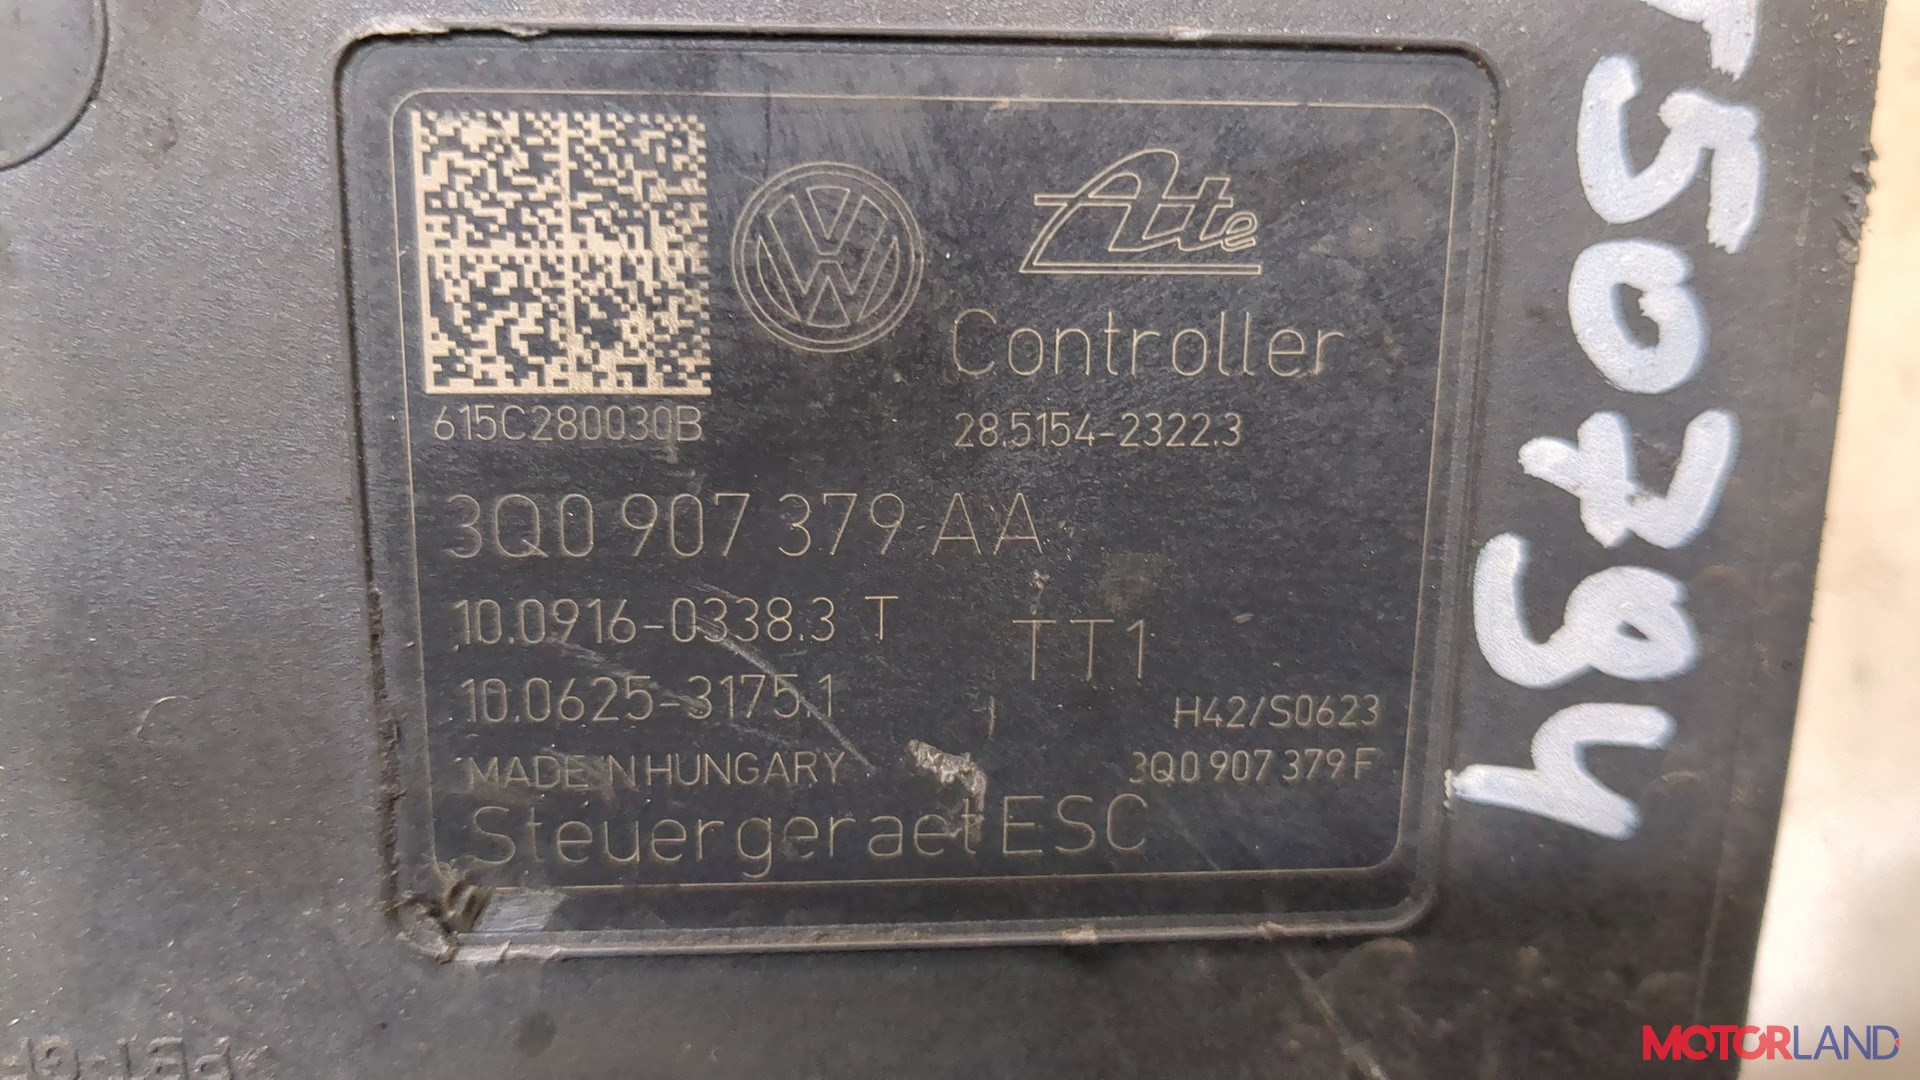 Ate
Controller
615C280030B
28.5154-2322.3
3Q0 907 379 AA
10.0916-0338.3 T
TT1
10.0625-3175.1
H42/S0623
MADE IN HUNGARY
3Q0 907 379 F
Steuergeraet ESC
MOTORLAND